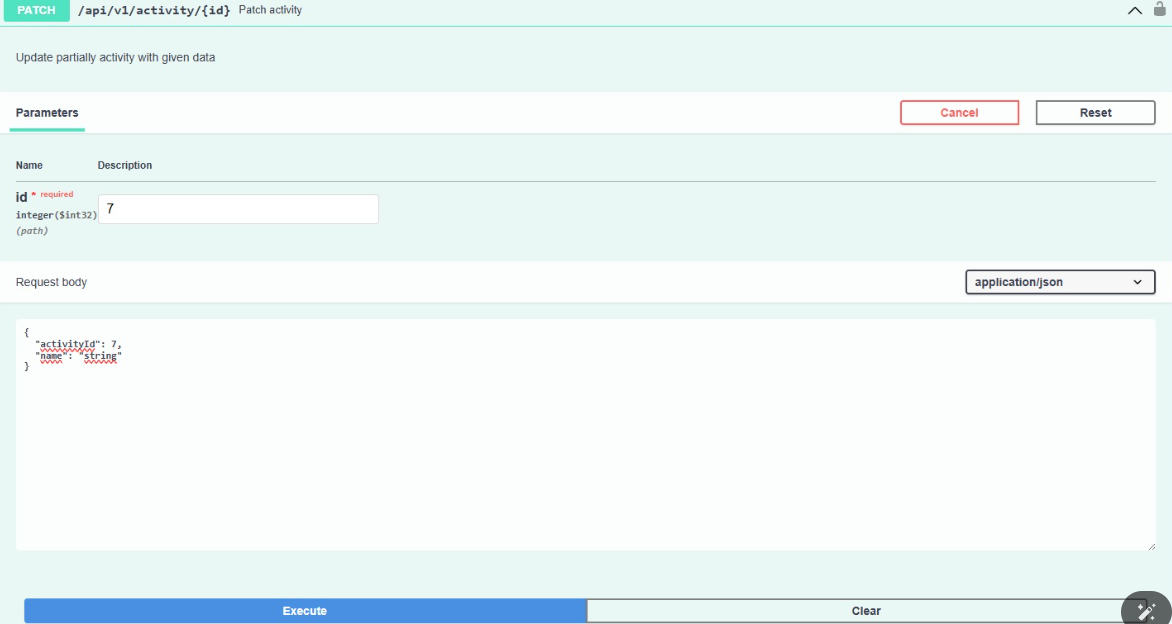 PATCH /api/v1/activity/{id} Patch activity
Update partially activity with given data
Parameters Cancel Reset
Name Description
id * required
integer($int32) 7
(path)
Request body application/json
{
  "activityId": 7,
  "name": "string"
}
Execute Clear